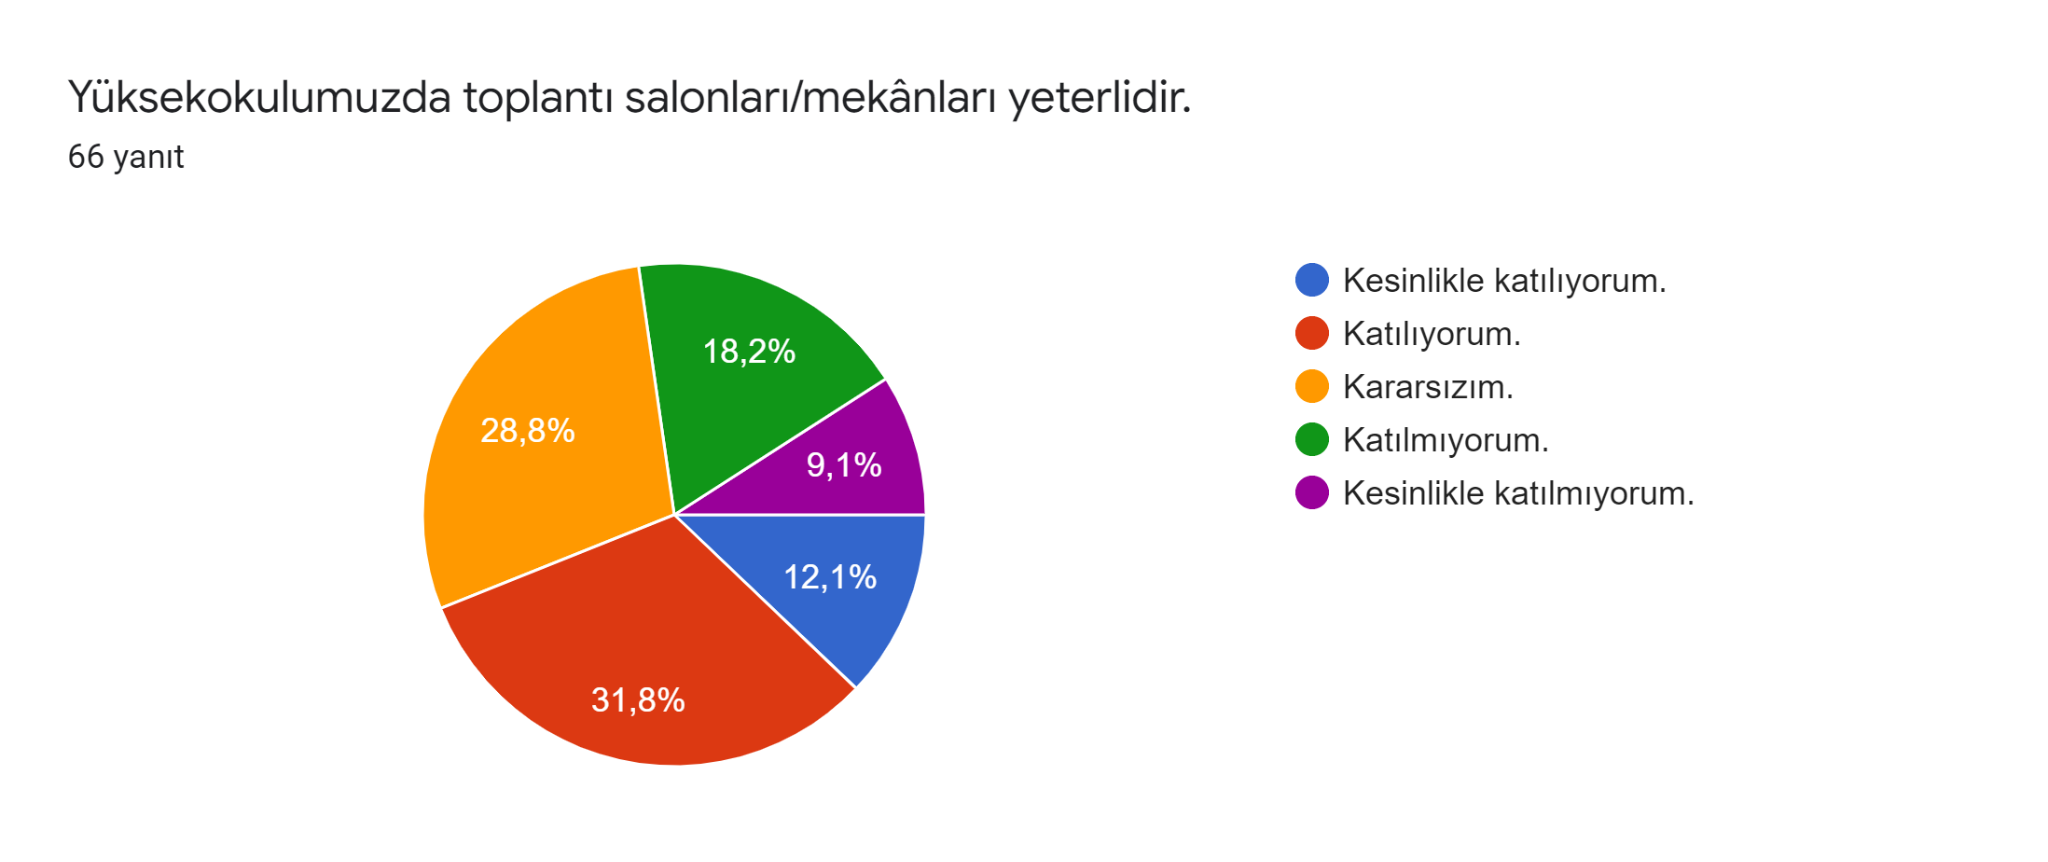 Yüksekokulumuzda toplantı salonları/mekânları yeterlidir.
66 yanıt
18,2%
28,8%
9,1%
12,1%
31,8%
Kesinlikle katılıyorum.
Katılıyorum.
Kararsızım.
Katılmıyorum.
Kesinlikle katılmıyorum.